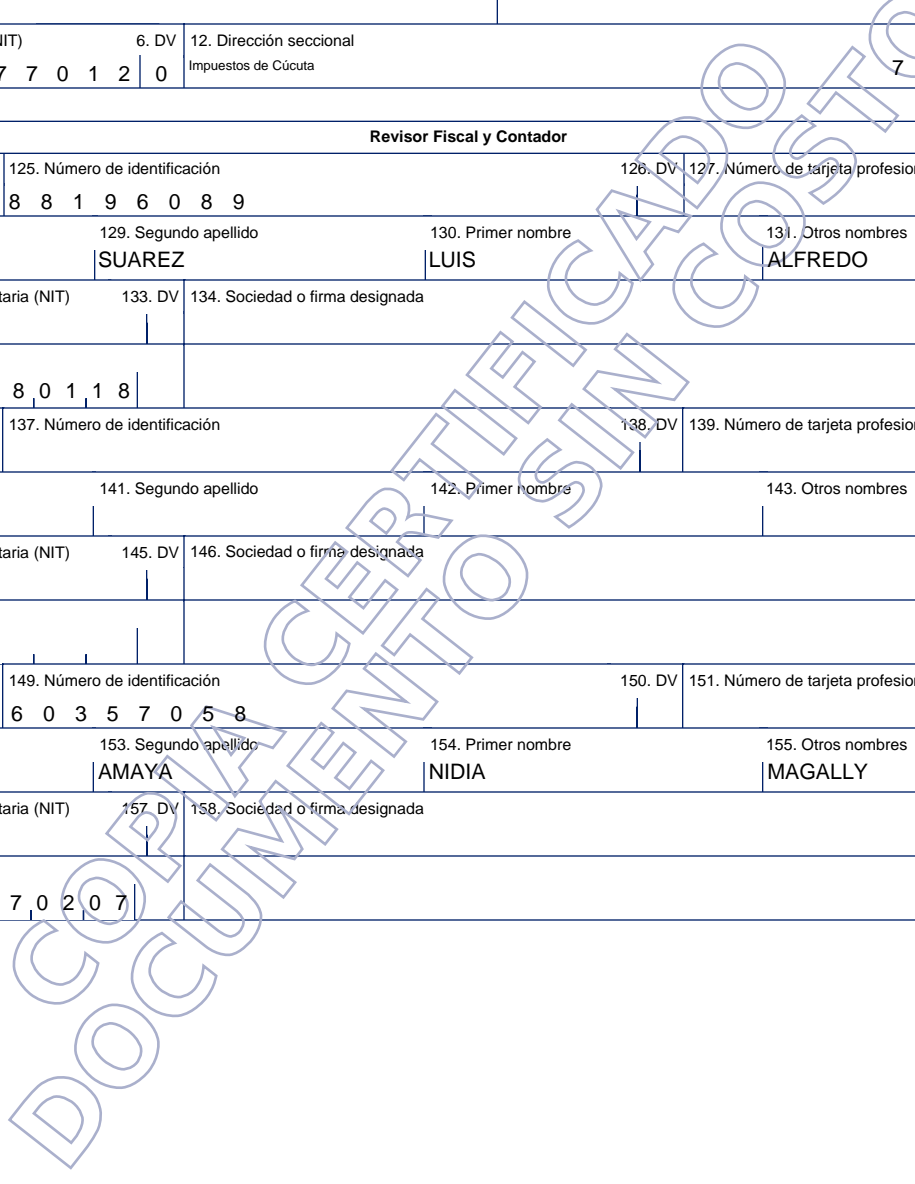 NIT) 6. DV 12. Dirección seccional
7 7 0 1 2 0 Impuestos de Cúcuta 7
Revisor Fiscal y Contador
125. Número de identificación 126. DV 127. Número de tarjeta profesion
8 8 1 9 6 0 8 9
129. Segundo apellido 130. Primer nombre 131. Otros nombres
SUAREZ LUIS ALFREDO
taria (NIT) 133. DV 134. Sociedad o firma designada
8 0 1 1 8
137. Número de identificación 138. DV 139. Número de tarjeta profesion
141. Segundo apellido 142. Primer nombre 143. Otros nombres
taria (NIT) 145. DV 146. Sociedad o firma designada
149. Número de identificación 150. DV 151. Número de tarjeta profesion
6 0 3 5 7 0 5 8
153. Segundo apellido 154. Primer nombre 155. Otros nombres
AMAYA NIDIA MAGALLY
taria (NIT) 157. DV 158. Sociedad o firma designada
7 0 2 0 7
COPIA CERTIFICADO
DOCUMENTO SIN COSTO